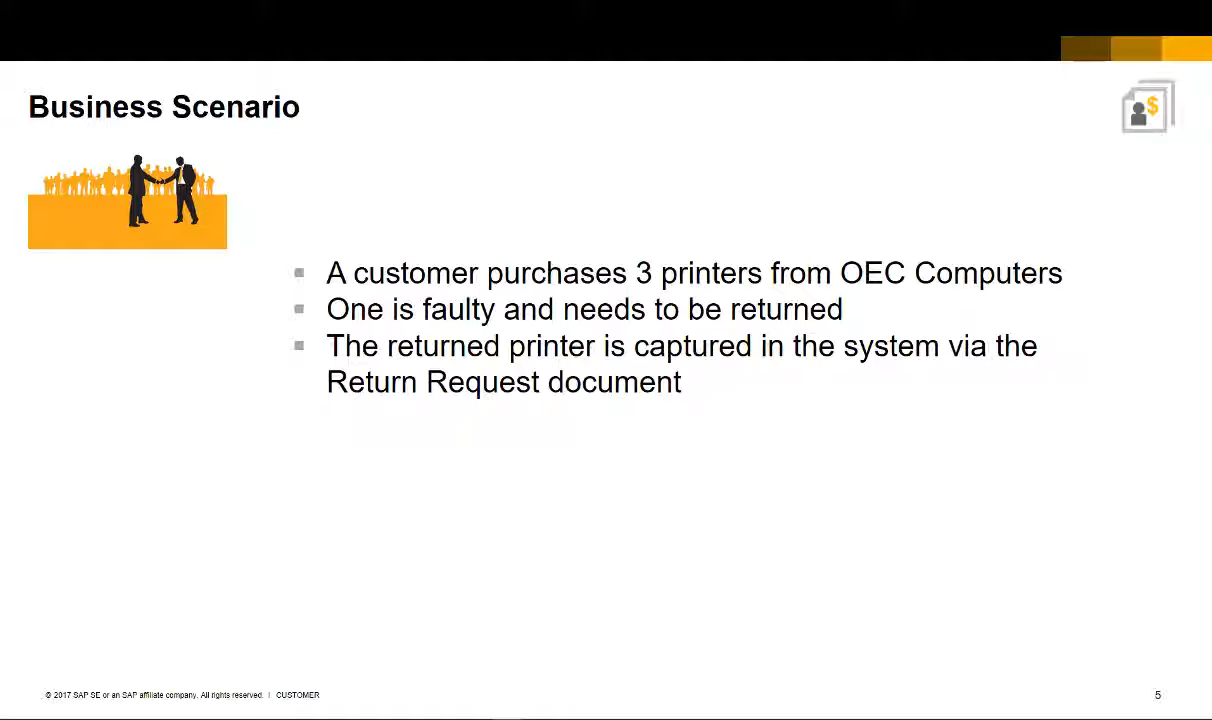 Business Scenario
$
▪ A customer purchases 3 printers from OEC Computers
▪ One is faulty and needs to be returned
▪ The returned printer is captured in the system via the
Return Request document
© 2017 SAP SE or an SAP affiliate company. All rights reserved. | CUSTOMER
5